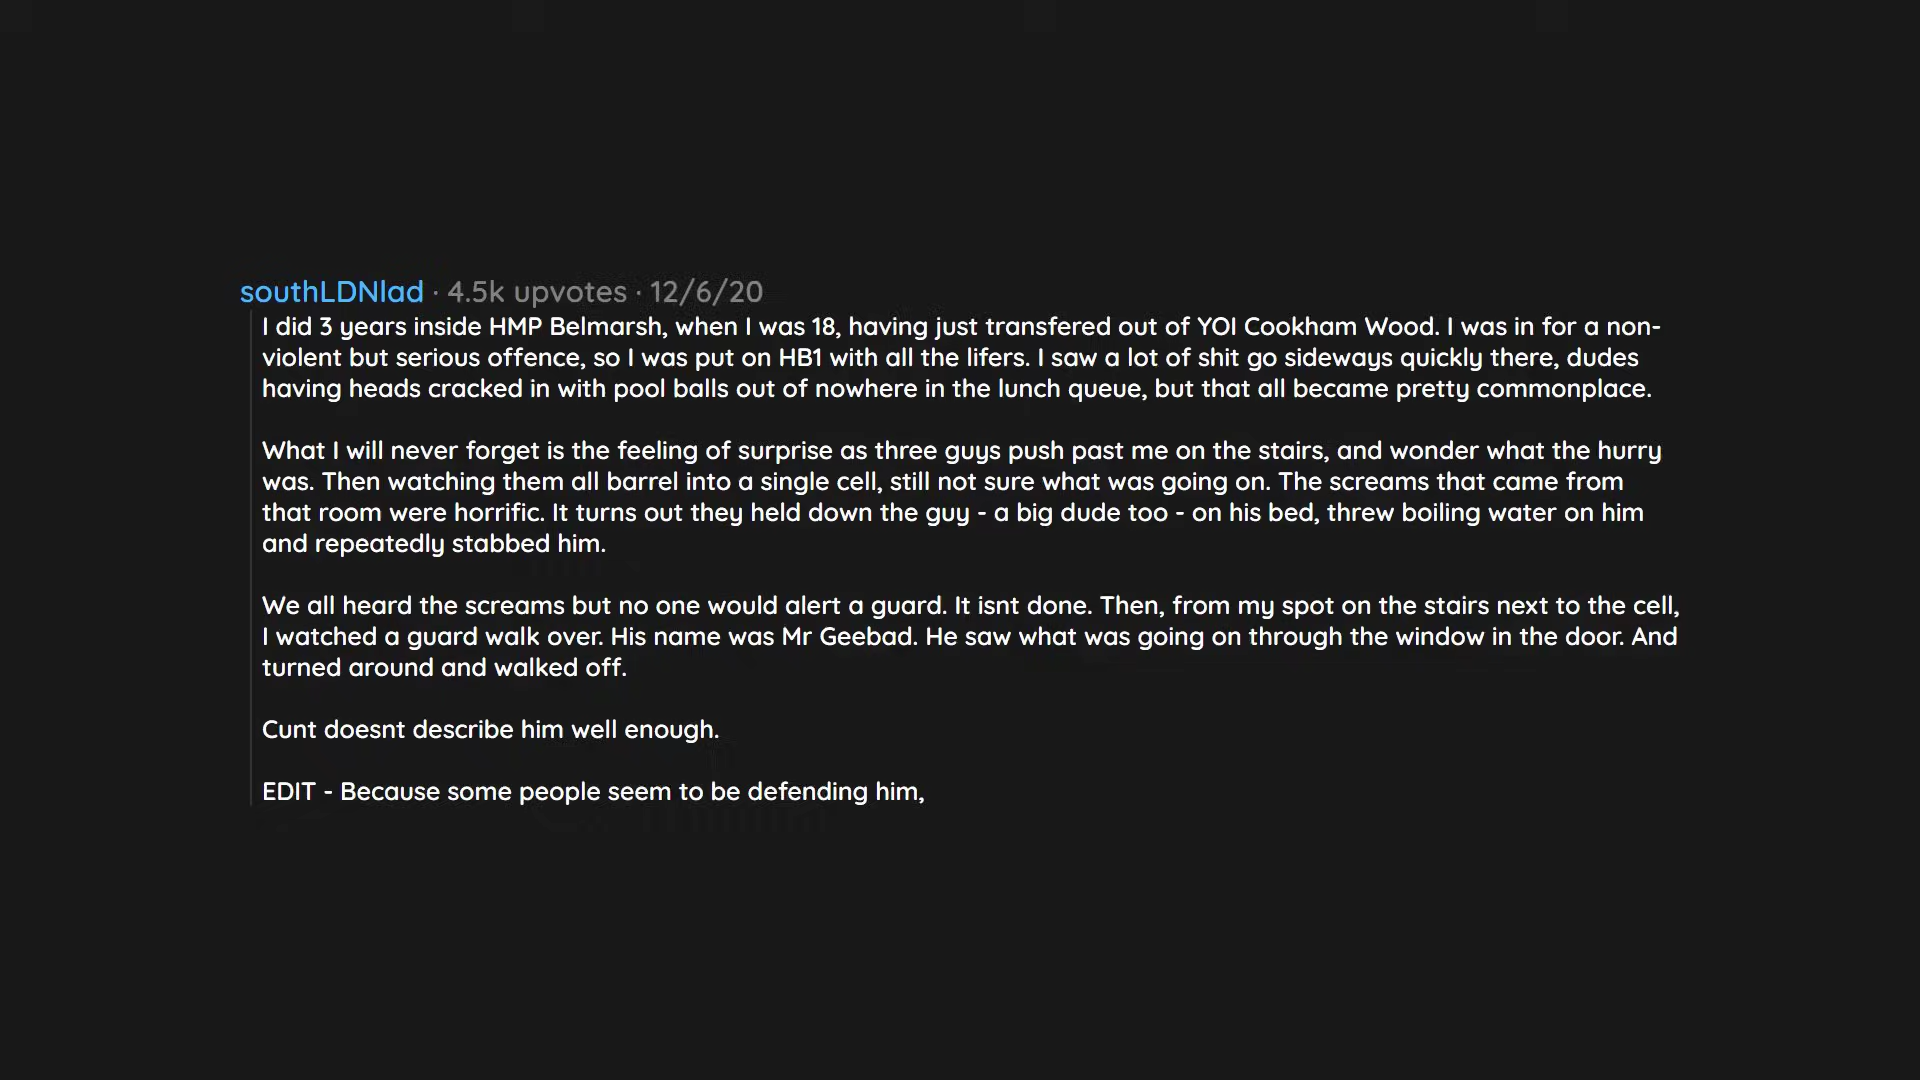 southLDNlad · 4.5k upvotes · 12/6/20
I did 3 years inside HMP Belmarsh, when I was 18, having just transfered out of YOI Cookham Wood. I was in for a non-
violent but serious offence, so I was put on HB1 with all the lifers. I saw a lot of shit go sideways quickly there, dudes
having heads cracked in with pool balls out of nowhere in the lunch queue, but that all became pretty commonplace.
What I will never forget is the feeling of surprise as three guys push past me on the stairs, and wonder what the hurry
was. Then watching them all barrel into a single cell, still not sure what was going on. The screams that came from
that room were horrific. It turns out they held down the guy - a big dude too - on his bed, threw boiling water on him
and repeatedly stabbed him.
We all heard the screams but no one would alert a guard. It isnt done. Then, from my spot on the stairs next to the cell,
I watched a guard walk over. His name was Mr Geebad. He saw what was going on through the window in the door. And
turned around and walked off.
Cunt doesnt describe him well enough.
EDIT - Because some people seem to be defending him,